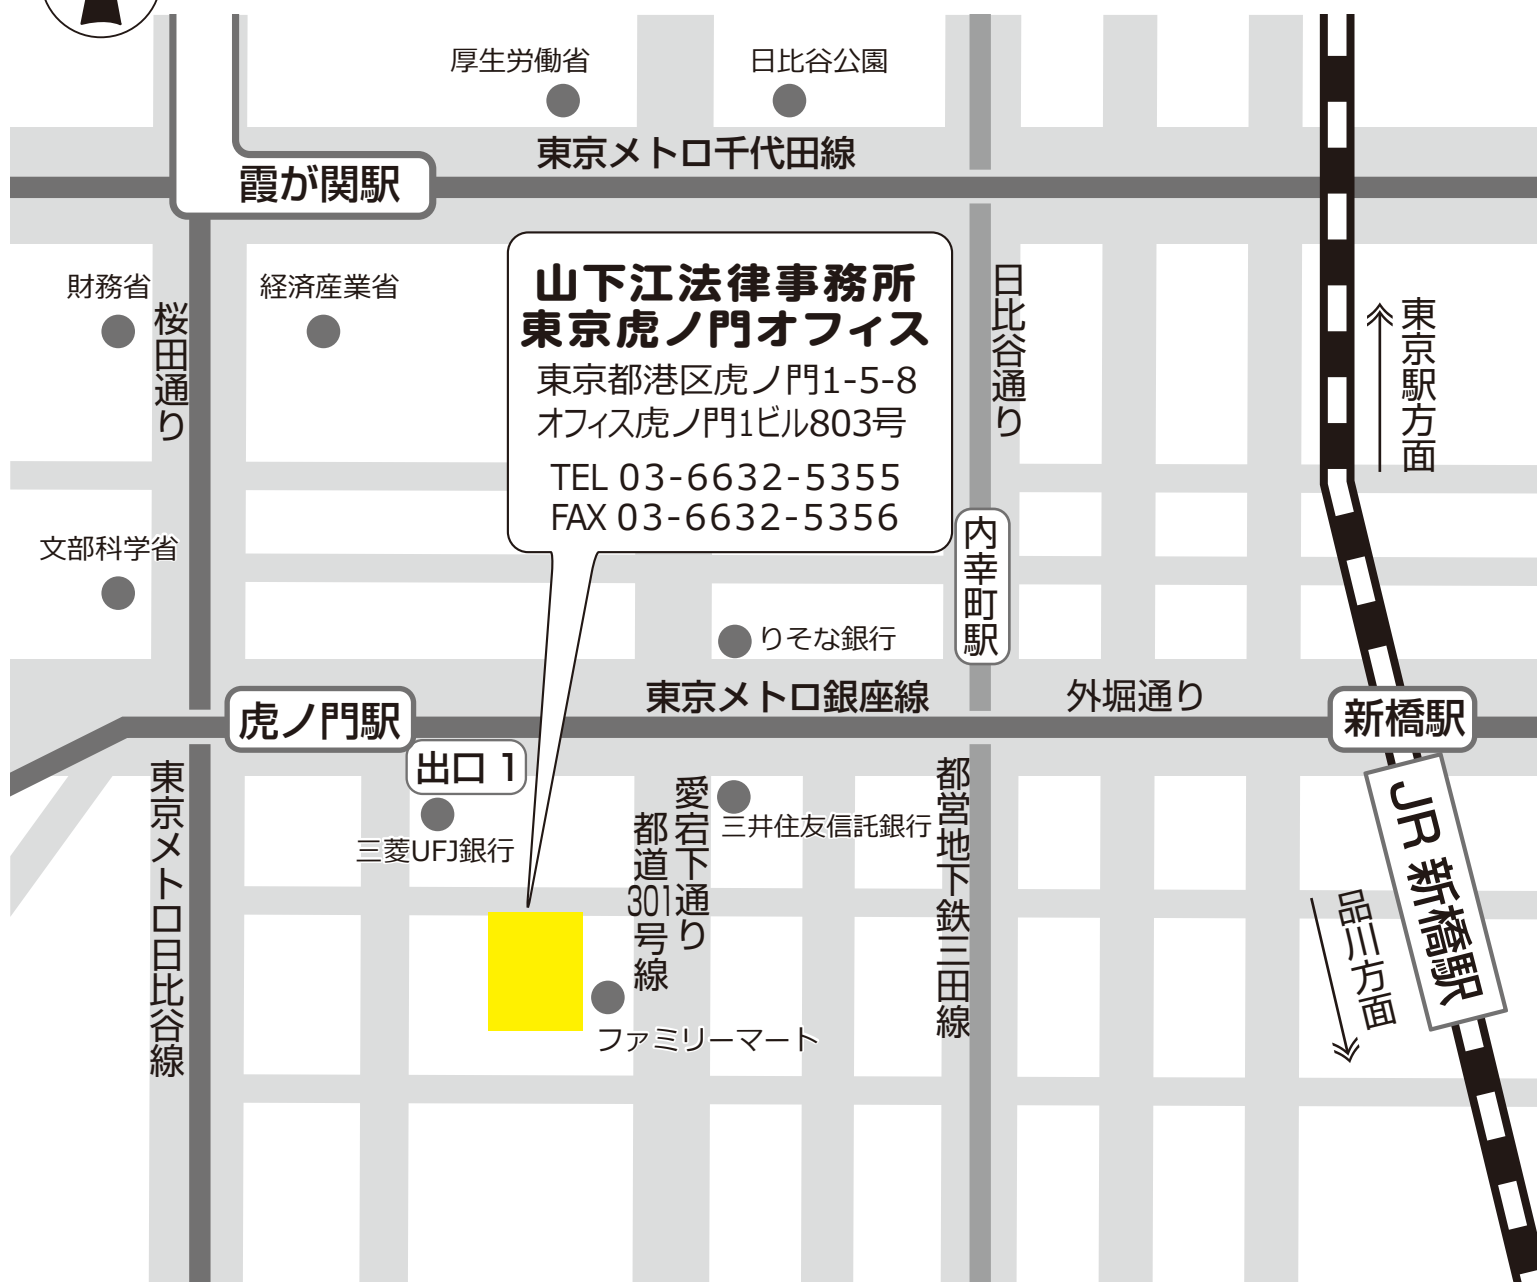 厚生労働省
日比谷公園
東京メトロ千代田線
霞が関駅
財務省
経済産業省
桜田通り
山下江法律事務所
東京虎ノ門オフィス
東京都港区虎ノ門1-5-8
オフィス虎ノ門1ビル803号
TEL 03-6632-5355
FAX 03-6632-5356
日比谷通り
東京駅方面
文部科学省
内幸町駅
りそな銀行
東京メトロ銀座線
外堀通り
虎ノ門駅
新橋駅
出口 1
三菱UFJ銀行
東京メトロ日比谷線
愛宕下通り
都道301号線
三井住友信託銀行
都営地下鉄三田線
JR 新橋駅
品川方面
ファミリーマート